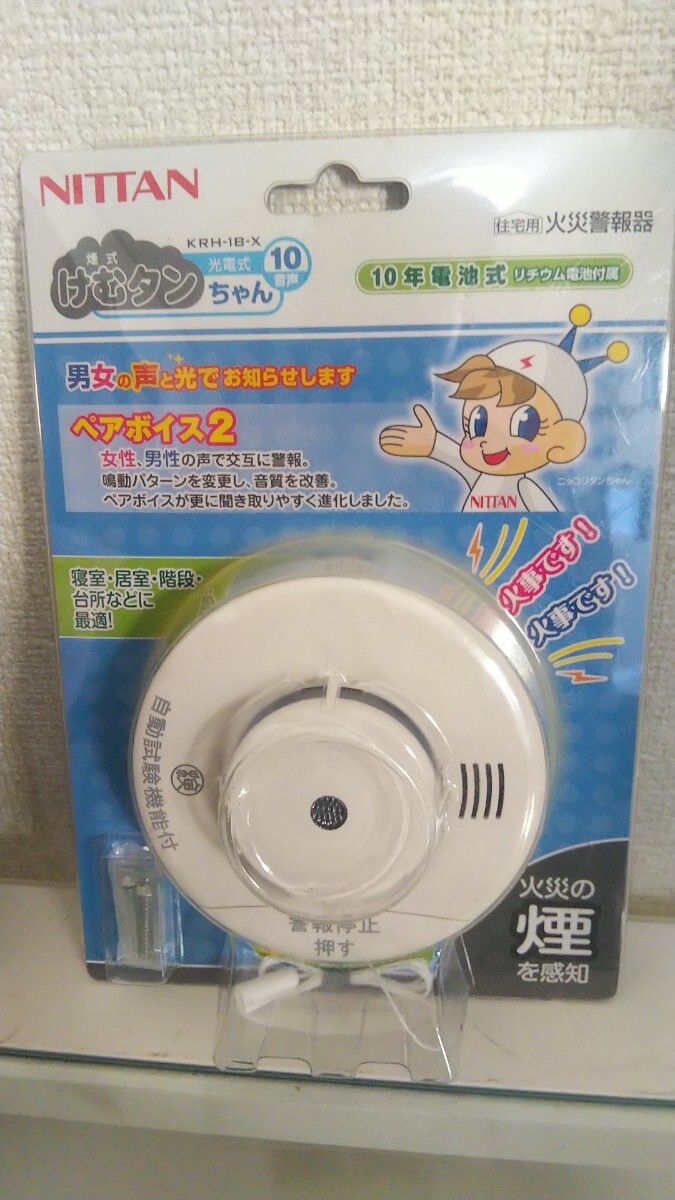 NITTAN
住宅用 火災警報器
KRH-1B-X
煙式
けむタンちゃん
光電式
10
音声
10年電池式 リチウム電池付属
男女の声と光でお知らせします
ペアボイス2
女性、男性の声で交互に警報。
鳴動パターンを変更し、音質を改善。
ペアボイスが更に聞き取りやすく進化しました。
NITTAN
ニッコリタンちゃん
火事です!
火事です!
寝室・居室・階段・
台所などに
最適!
自動試験機能付
検
警報停止
押す
火災の
煙
を感知